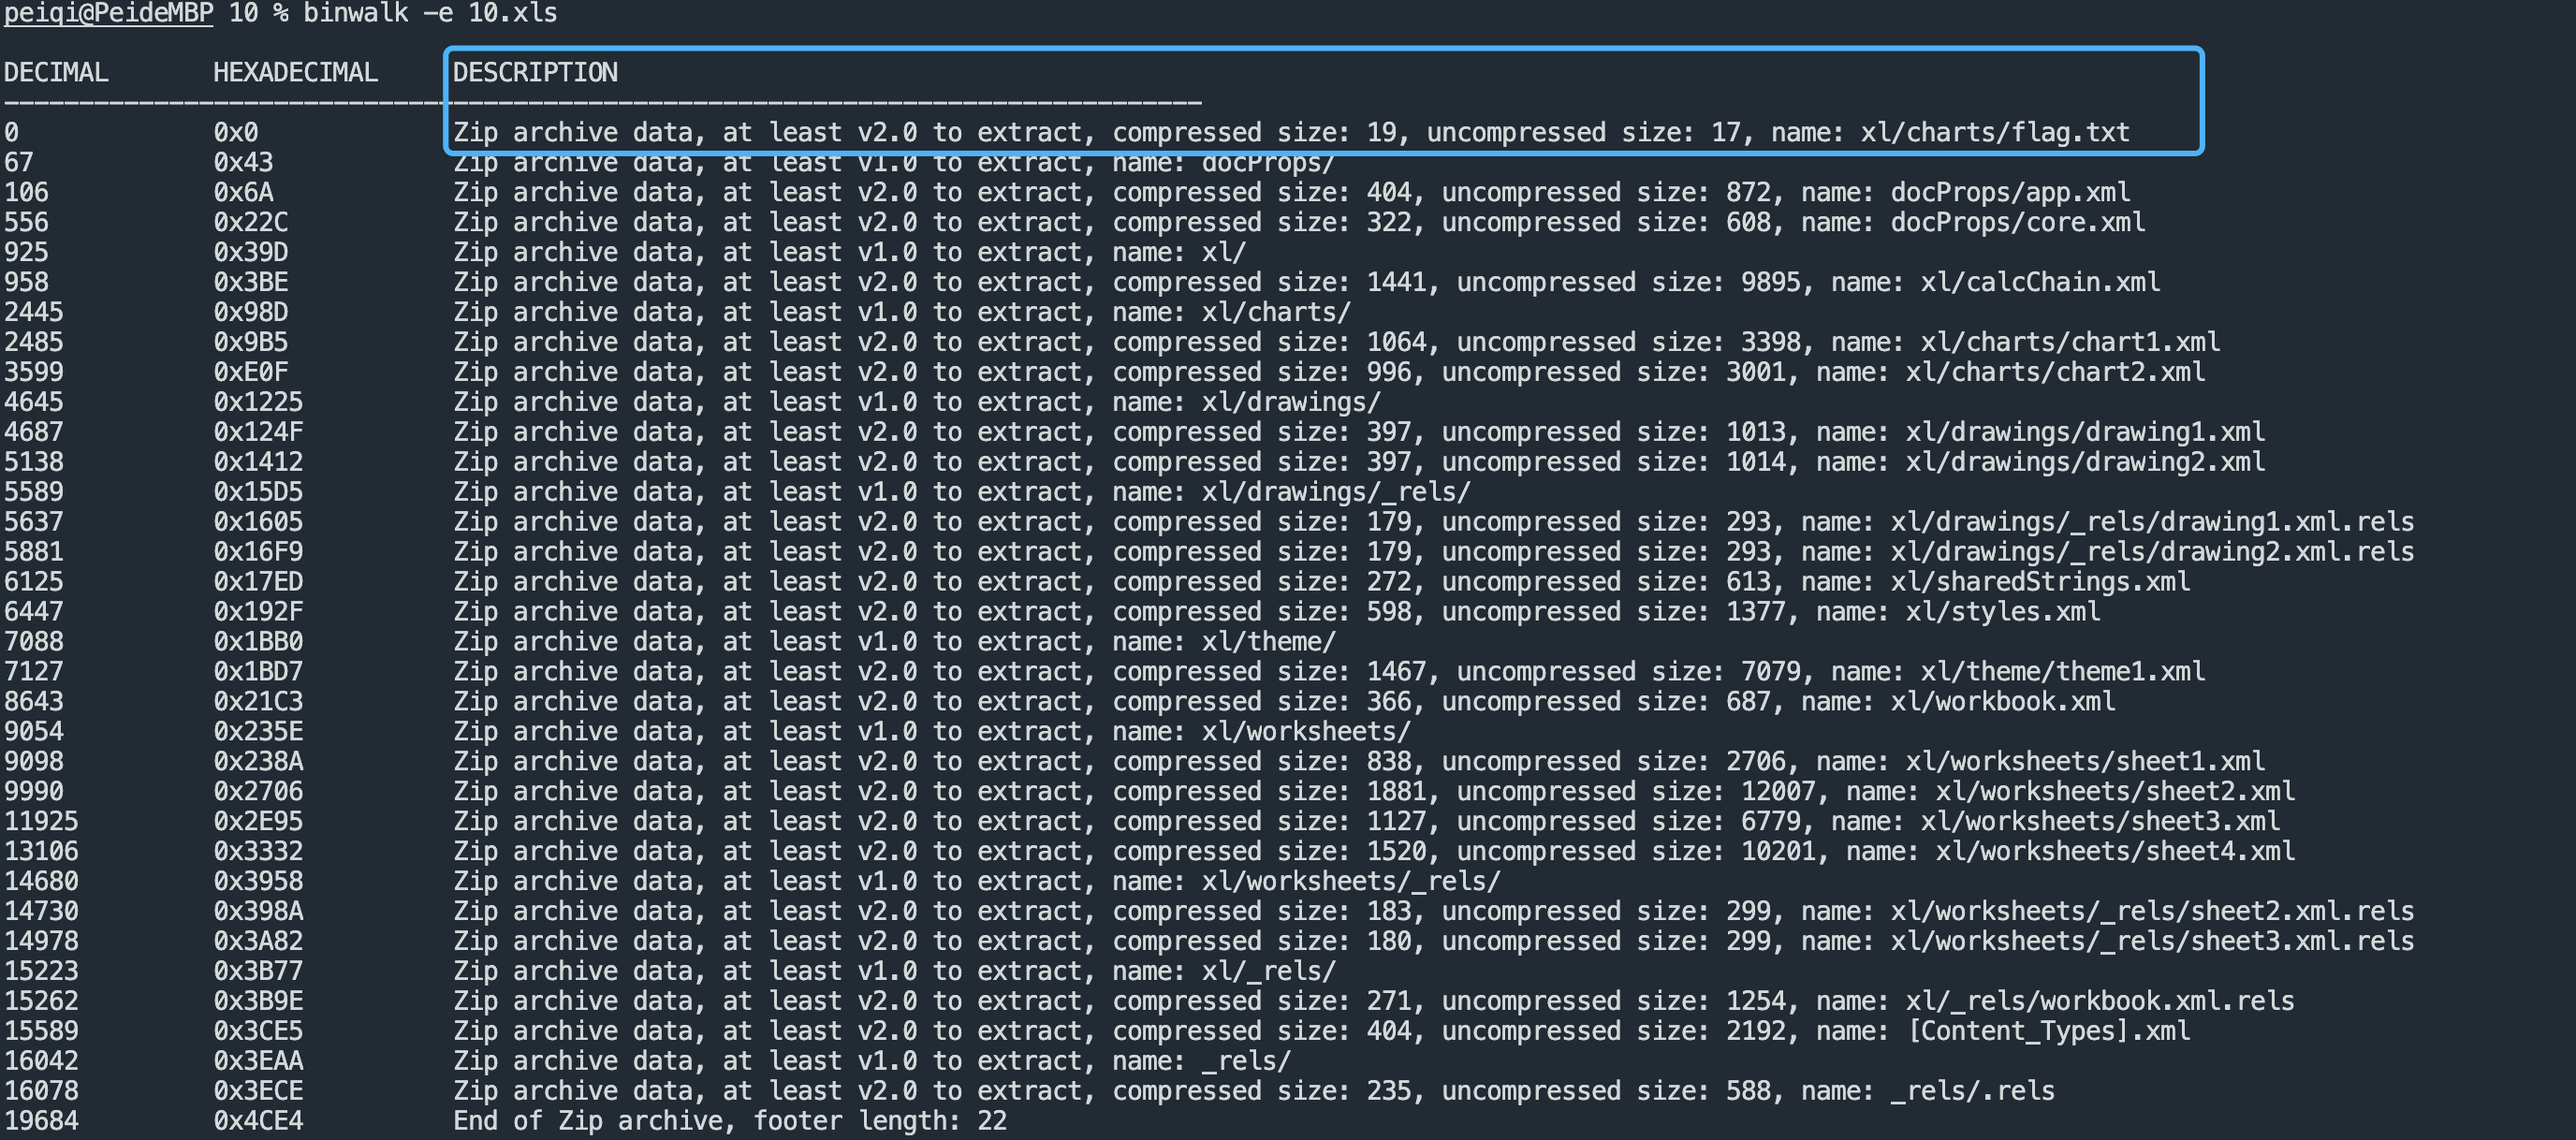 peiqi@PeideMBP 10 % binwalk -e 10.xls
DECIMAL       HEXADECIMAL     DESCRIPTION
--------------------------------------------------------------------------------
0             0x0             Zip archive data, at least v2.0 to extract, compressed size: 19, uncompressed size: 17, name: xl/charts/flag.txt
67            0x43            Zip archive data, at least v1.0 to extract, name: docProps/
106           0x6A            Zip archive data, at least v2.0 to extract, compressed size: 404, uncompressed size: 872, name: docProps/app.xml
556           0x22C           Zip archive data, at least v2.0 to extract, compressed size: 322, uncompressed size: 608, name: docProps/core.xml
925           0x39D           Zip archive data, at least v1.0 to extract, name: xl/
958           0x3BE           Zip archive data, at least v2.0 to extract, compressed size: 1441, uncompressed size: 9895, name: xl/calcChain.xml
2445          0x98D           Zip archive data, at least v1.0 to extract, name: xl/charts/
2485          0x9B5           Zip archive data, at least v2.0 to extract, compressed size: 1064, uncompressed size: 3398, name: xl/charts/chart1.xml
3599          0xE0F           Zip archive data, at least v2.0 to extract, compressed size: 996, uncompressed size: 3001, name: xl/charts/chart2.xml
4645          0x1225          Zip archive data, at least v1.0 to extract, name: xl/drawings/
4687          0x124F          Zip archive data, at least v2.0 to extract, compressed size: 397, uncompressed size: 1013, name: xl/drawings/drawing1.xml
5138          0x1412          Zip archive data, at least v2.0 to extract, compressed size: 397, uncompressed size: 1014, name: xl/drawings/drawing2.xml
5589          0x15D5          Zip archive data, at least v1.0 to extract, name: xl/drawings/_rels/
5637          0x1605          Zip archive data, at least v2.0 to extract, compressed size: 179, uncompressed size: 293, name: xl/drawings/_rels/drawing1.xml.rels
5881          0x16F9          Zip archive data, at least v2.0 to extract, compressed size: 179, uncompressed size: 293, name: xl/drawings/_rels/drawing2.xml.rels
6125          0x17ED          Zip archive data, at least v2.0 to extract, compressed size: 272, uncompressed size: 613, name: xl/sharedStrings.xml
6447          0x192F          Zip archive data, at least v2.0 to extract, compressed size: 598, uncompressed size: 1377, name: xl/styles.xml
7088          0x1BB0          Zip archive data, at least v1.0 to extract, name: xl/theme/
7127          0x1BD7          Zip archive data, at least v2.0 to extract, compressed size: 1467, uncompressed size: 7079, name: xl/theme/theme1.xml
8643          0x21C3          Zip archive data, at least v2.0 to extract, compressed size: 366, uncompressed size: 687, name: xl/workbook.xml
9054          0x235E          Zip archive data, at least v1.0 to extract, name: xl/worksheets/
9098          0x238A          Zip archive data, at least v2.0 to extract, compressed size: 838, uncompressed size: 2706, name: xl/worksheets/sheet1.xml
9990          0x2706          Zip archive data, at least v2.0 to extract, compressed size: 1881, uncompressed size: 12007, name: xl/worksheets/sheet2.xml
11925         0x2E95          Zip archive data, at least v2.0 to extract, compressed size: 1127, uncompressed size: 6779, name: xl/worksheets/sheet3.xml
13106         0x3332          Zip archive data, at least v2.0 to extract, compressed size: 1520, uncompressed size: 10201, name: xl/worksheets/sheet4.xml
14680         0x3958          Zip archive data, at least v1.0 to extract, name: xl/worksheets/_rels/
14730         0x398A          Zip archive data, at least v2.0 to extract, compressed size: 183, uncompressed size: 299, name: xl/worksheets/_rels/sheet2.xml.rels
14978         0x3A82          Zip archive data, at least v2.0 to extract, compressed size: 180, uncompressed size: 299, name: xl/worksheets/_rels/sheet3.xml.rels
15223         0x3B77          Zip archive data, at least v1.0 to extract, name: xl/_rels/
15262         0x3B9E          Zip archive data, at least v2.0 to extract, compressed size: 271, uncompressed size: 1254, name: xl/_rels/workbook.xml.rels
15589         0x3CE5          Zip archive data, at least v2.0 to extract, compressed size: 404, uncompressed size: 2192, name: [Content_Types].xml
16042         0x3EAA          Zip archive data, at least v1.0 to extract, name: _rels/
16078         0x3ECE          Zip archive data, at least v2.0 to extract, compressed size: 235, uncompressed size: 588, name: _rels/.rels
19684         0x4CE4          End of Zip archive, footer length: 22